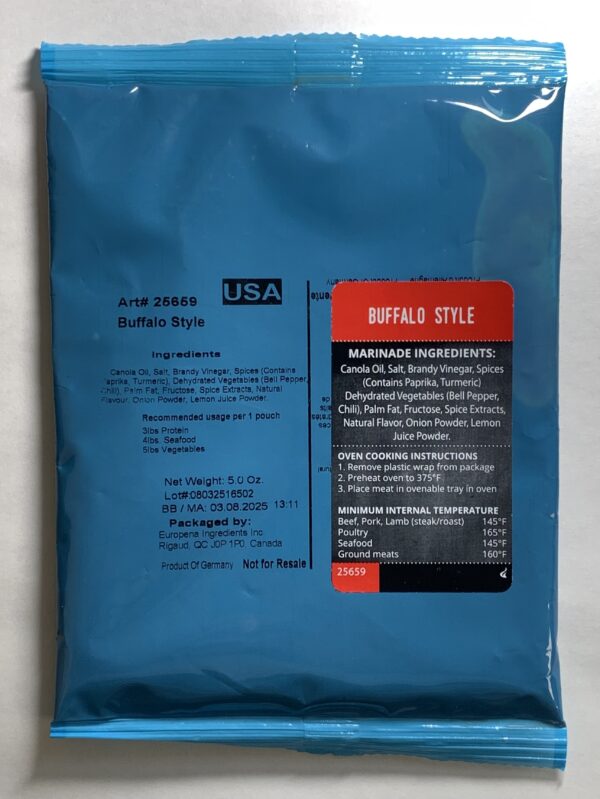 Art# 25659
USA
Buffalo Style
Ingredients
Canola Oil, Salt, Brandy Vinegar, Spices (Contains
Paprika, Turmeric), Dehydrated Vegetables (Bell Pepper,
Chili), Palm Fat, Fructose, Spice Extracts, Natural
Flavour, Onion Powder, Lemon Juice Powder.
Recommended usage per 1 pouch
3lbs Protein
4lbs. Seafood
5lbs Vegetables
Net Weight: 5.0 Oz.
Lot#:08032516502
BB / MA: 03.08.2025 13:11
Packaged by:
Europena Ingredients Inc
Rigaud, QC J0P 1P0. Canada
Product Of Germany Not for Resale
BUFFALO STYLE
MARINADE INGREDIENTS:
Canola Oil, Salt, Brandy Vinegar, Spices
(Contains Paprika, Turmeric)
Dehydrated Vegetables (Bell Pepper,
Chili), Palm Fat, Fructose, Spice Extracts,
Natural Flavor, Onion Powder, Lemon
Juice Powder.
OVEN COOKING INSTRUCTIONS
1. Remove plastic wrap from package
2. Preheat oven to 375°F
3. Place meat in ovenable tray in oven
MINIMUM INTERNAL TEMPERATURE
Beef, Pork, Lamb (steak/roast) 145°F
Poultry 165°F
Seafood 145°F
Ground meats 160°F
25659